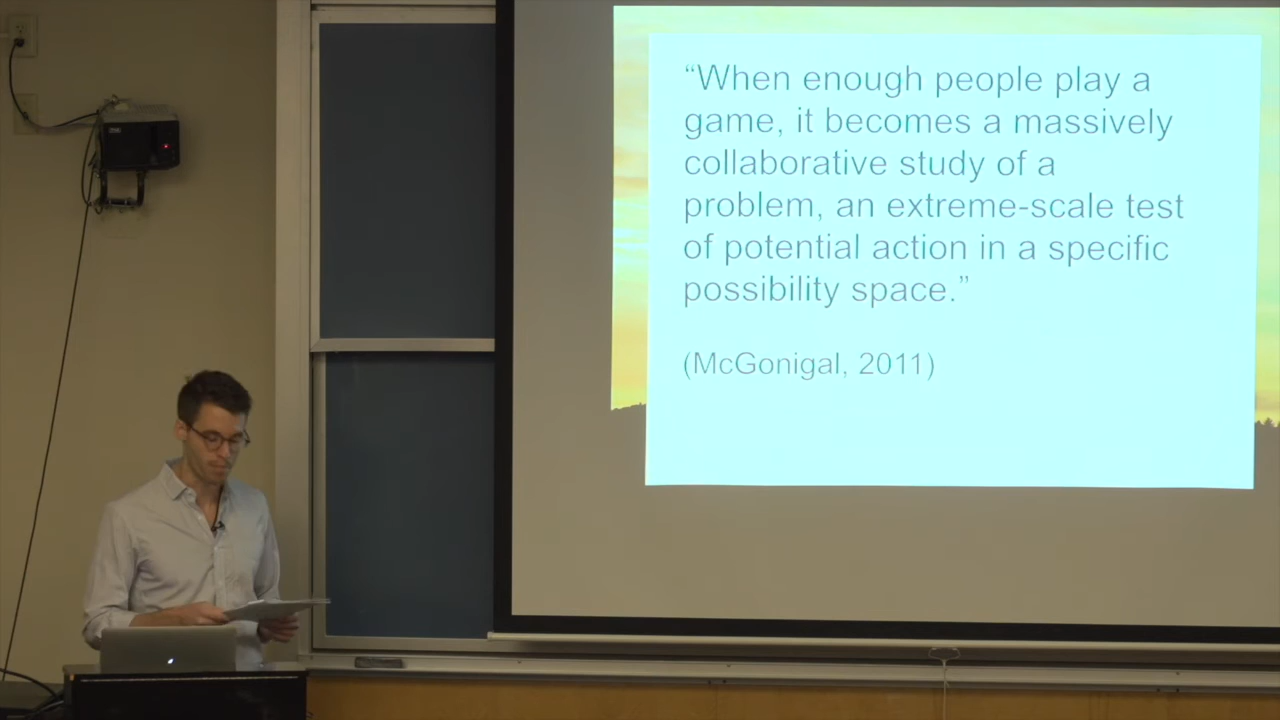 “When enough people play a
game, it becomes a massively
collaborative study of a
problem, an extreme-scale test
of potential action in a specific
possibility space.”
(McGonigal, 2011)